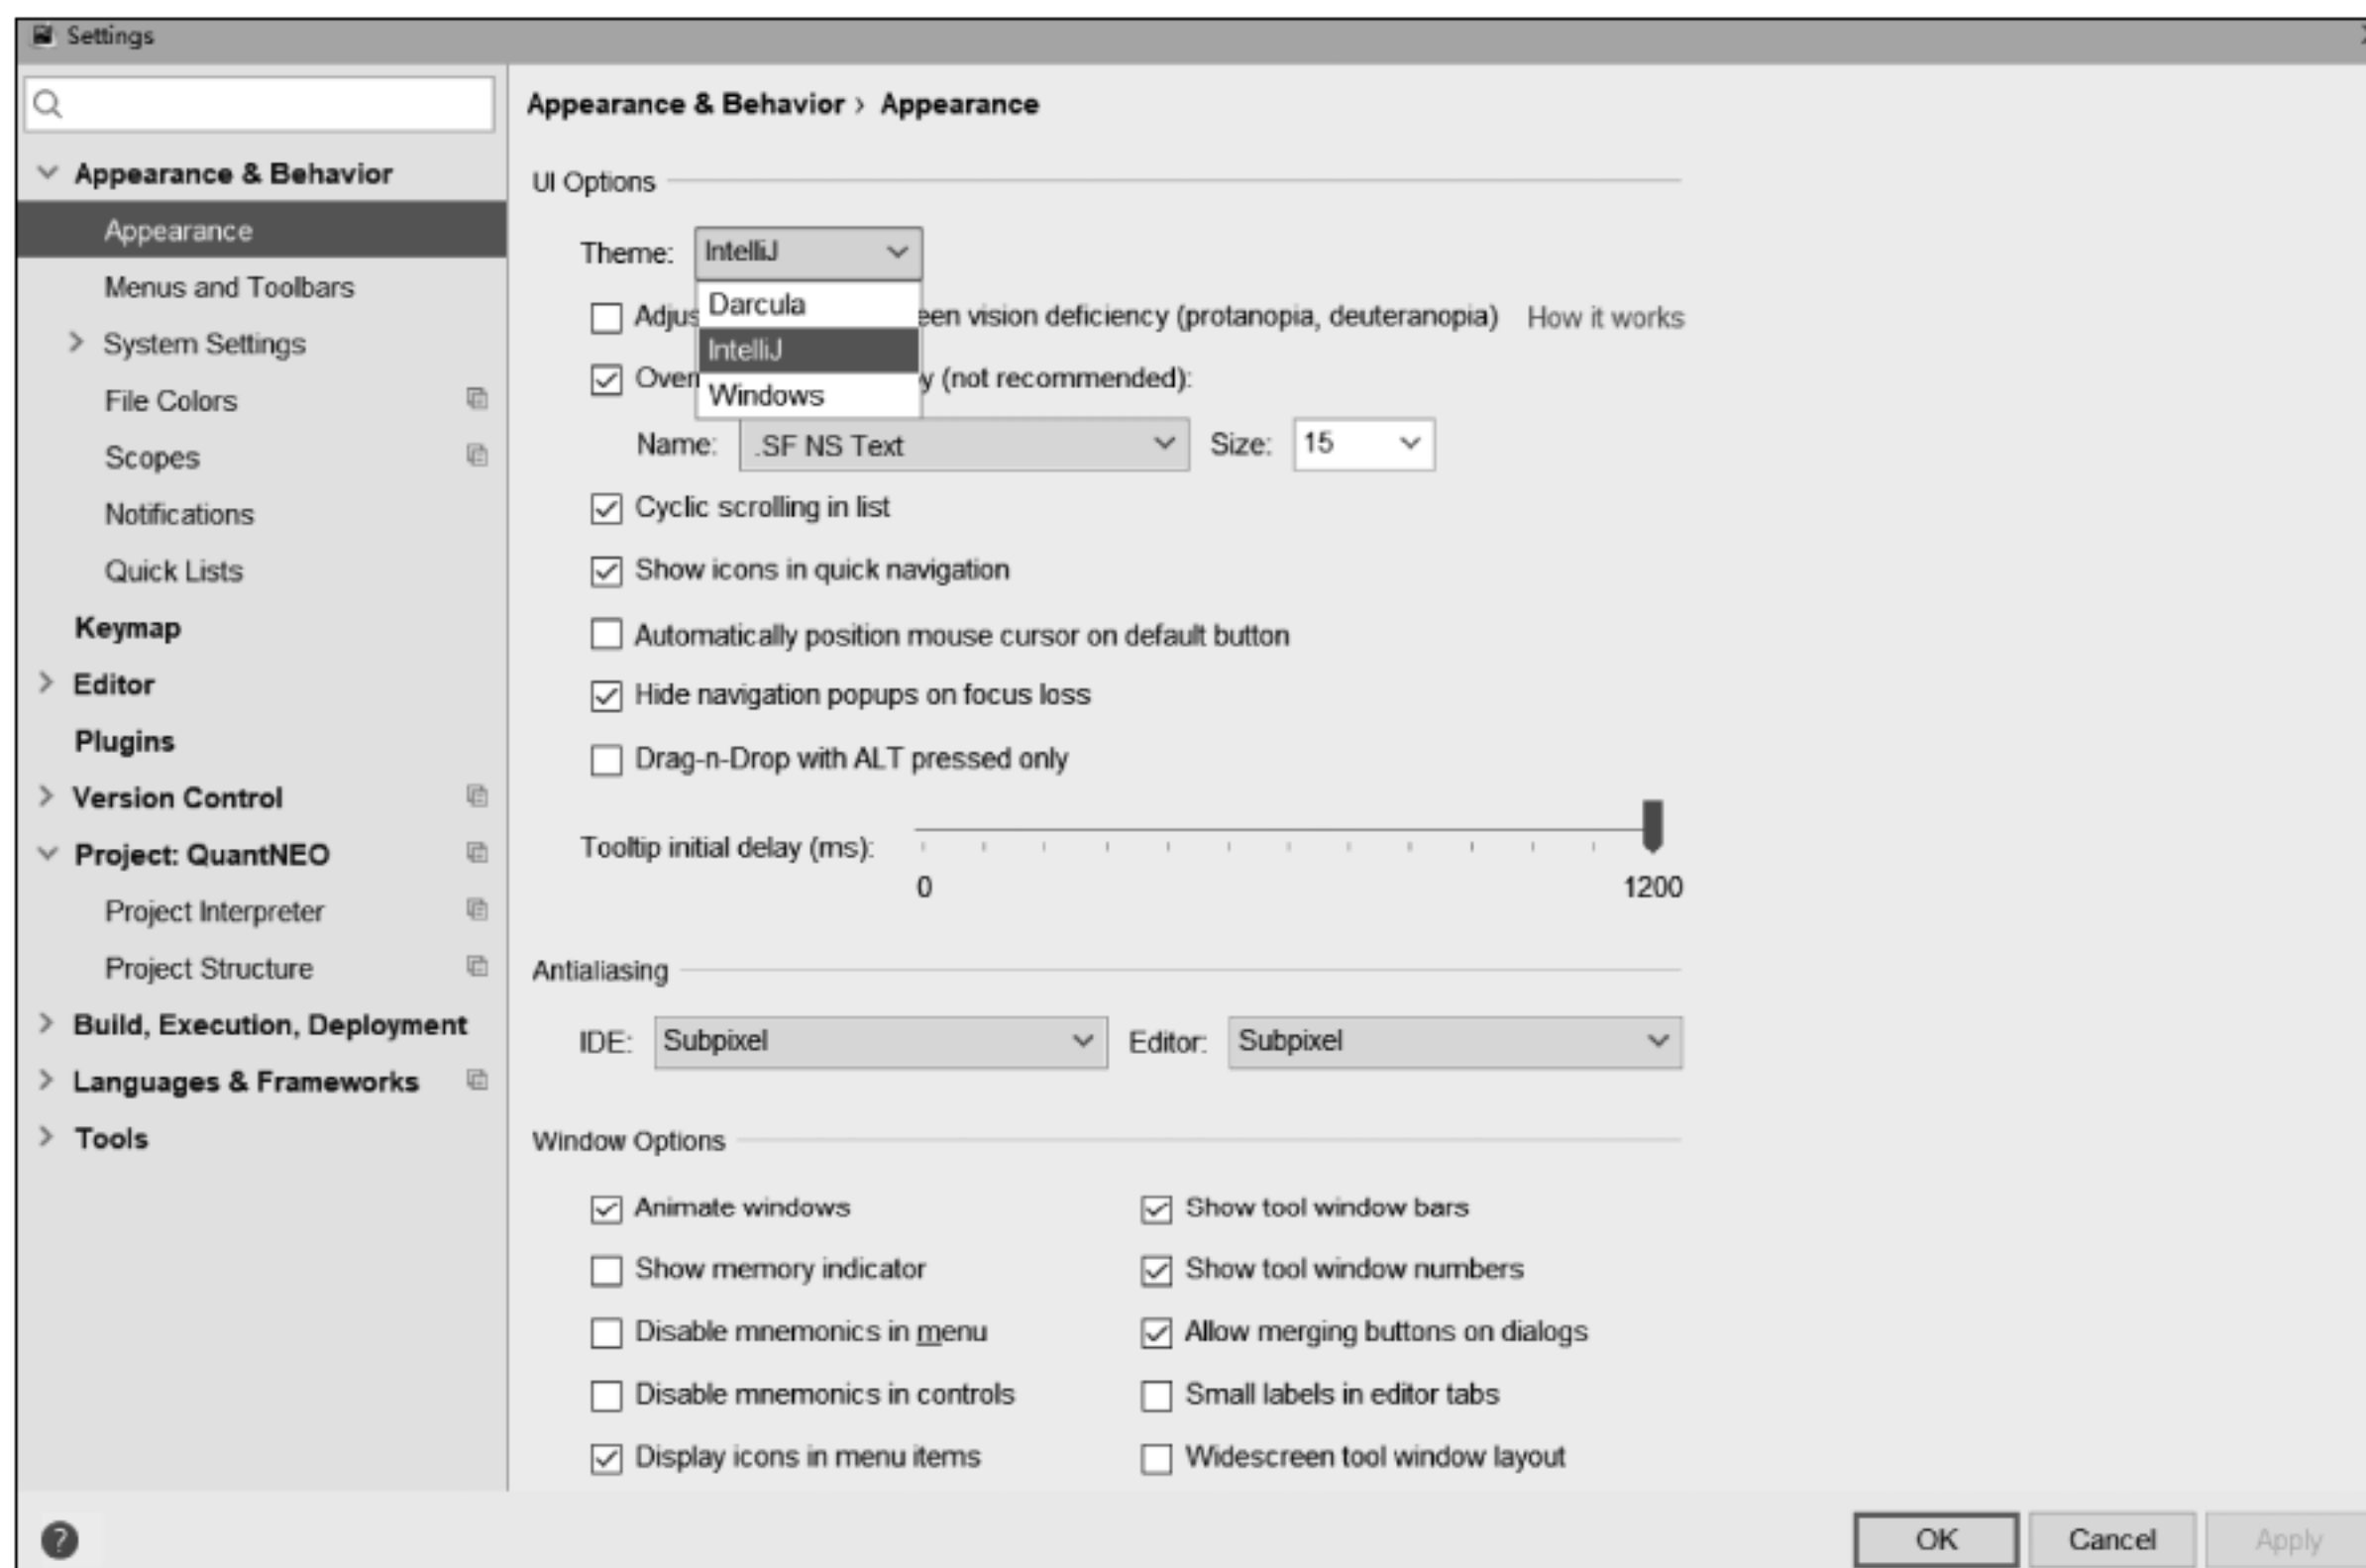 Settings
Appearance & Behavior
Appearance
Menus and Toolbars
System Settings
File Colors
Scopes
Notifications
Quick Lists
Keymap
Editor
Plugins
Version Control
Project: QuantNEO
Project Interpreter
Project Structure
Build, Execution, Deployment
Languages & Frameworks
Tools
Appearance & Behavior › Appearance
UI Options
Theme: IntelliJ
Darcula
IntelliJ
Windows
(protanopia, deuteranopia) How it works
vision deficiency
(not recommended):
Name: .SF NS Text Size: 15
Cyclic scrolling in list
Show icons in quick navigation
Automatically position mouse cursor on default button
Hide navigation popups on focus loss
Drag-n-Drop with ALT pressed only
Tooltip initial delay (ms):
0 1200
Antialiasing
IDE: Subpixel Editor: Subpixel
Window Options
Animate windows Show tool window bars
Show memory indicator Show tool window numbers
Disable mnemonics in menu Allow merging buttons on dialogs
Disable mnemonics in controls Small labels in editor tabs
Display icons in menu items Widescreen tool window layout
? OK Cancel Apply